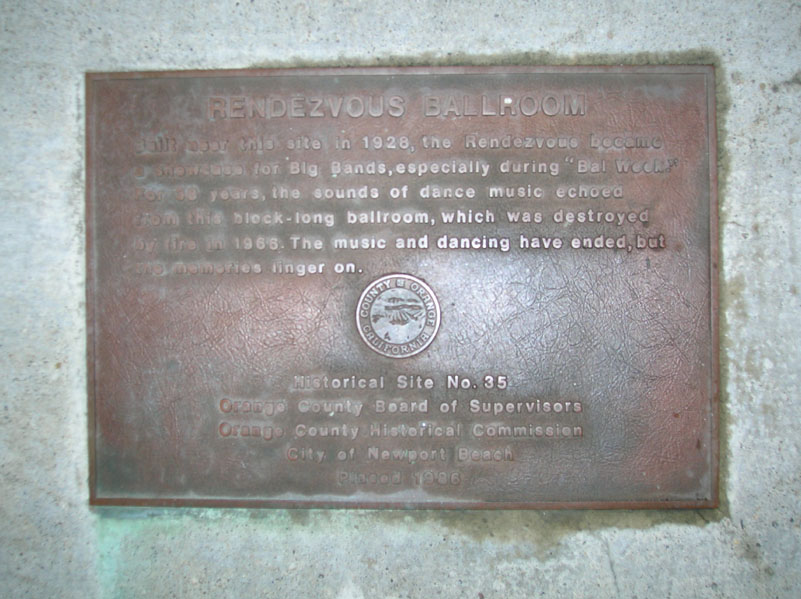 RENDEZVOUS BALLROOM
Built near this site in 1928, the Rendezvous became
a showcase for Big Bands, especially during "Bal Week."
For 38 years, the sounds of dance music echoed
from this block-long ballroom, which was destroyed
by fire in 1966. The music and dancing have ended, but
the memories linger on.
COUNTY OF ORANGE
CALIFORNIA
Historical Site No. 35
Orange County Board of Supervisors
Orange County Historical Commission
City of Newport Beach
Placed 1986